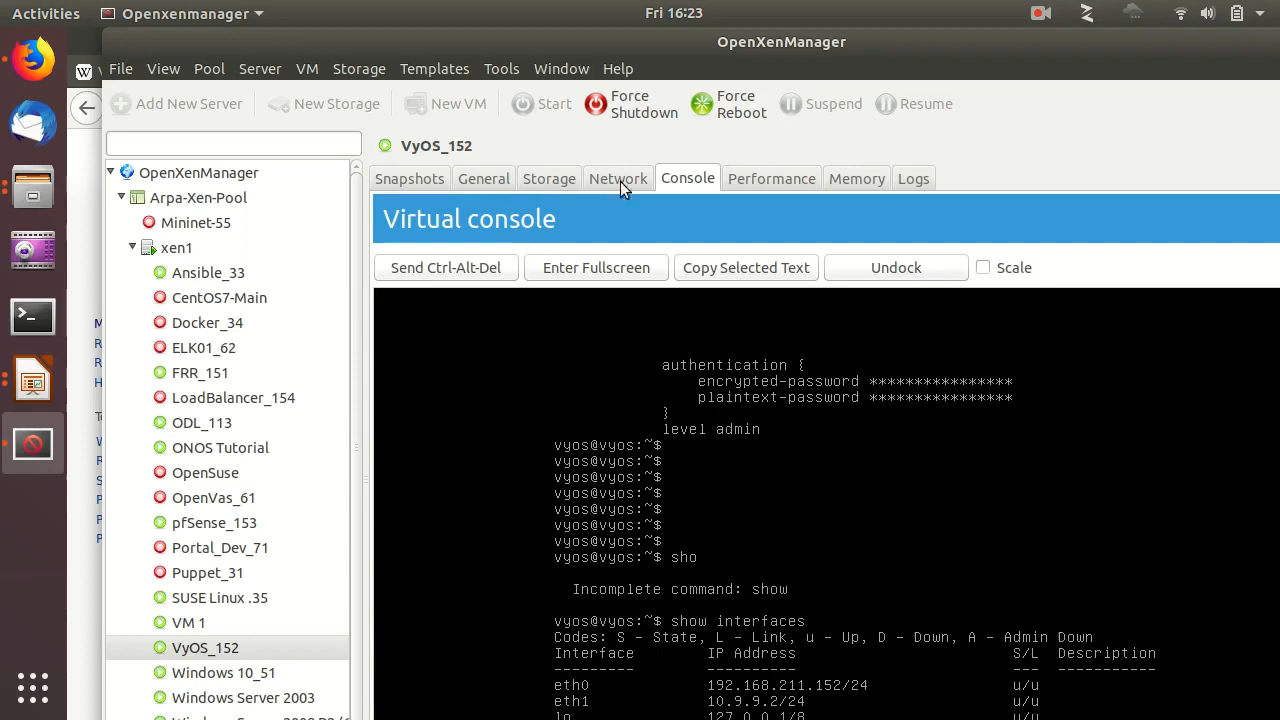 Activities Openxenmanager Fri 16:23
OpenXenManager
File View Pool Server VM Storage Templates Tools Window Help
Add New Server New Storage New VM Start Force Shutdown Force Reboot Suspend Resume
VyOS_152
Snapshots General Storage Network Console Performance Memory Logs
Virtual console
Send Ctrl-Alt-Del Enter Fullscreen Copy Selected Text Undock Scale
OpenXenManager
Arpa-Xen-Pool
Mininet-55
xen1
Ansible_33
CentOS7-Main
Docker_34
ELK01_62
FRR_151
LoadBalancer_154
ODL_113
ONOS Tutorial
OpenSuse
OpenVas_61
pfSense_153
Portal_Dev_71
Puppet_31
SUSE Linux .35
VM 1
VyOS_152
Windows 10_51
Windows Server 2003
authentication {
encrypted-password ****************
plaintext-password ****************
}
level admin
vyos@vyos:~$
vyos@vyos:~$
vyos@vyos:~$
vyos@vyos:~$
vyos@vyos:~$
vyos@vyos:~$
vyos@vyos:~$
vyos@vyos:~$ sho
Incomplete command: show
vyos@vyos:~$ show interfaces
Codes: S - State, L - Link, u - Up, D - Down, A - Admin Down
Interface IP Address S/L Description
--------- ---------- --- -----------
eth0 192.168.211.152/24 u/u
eth1 10.9.9.2/24 u/u
lo 127.0.0.1/8 u/u